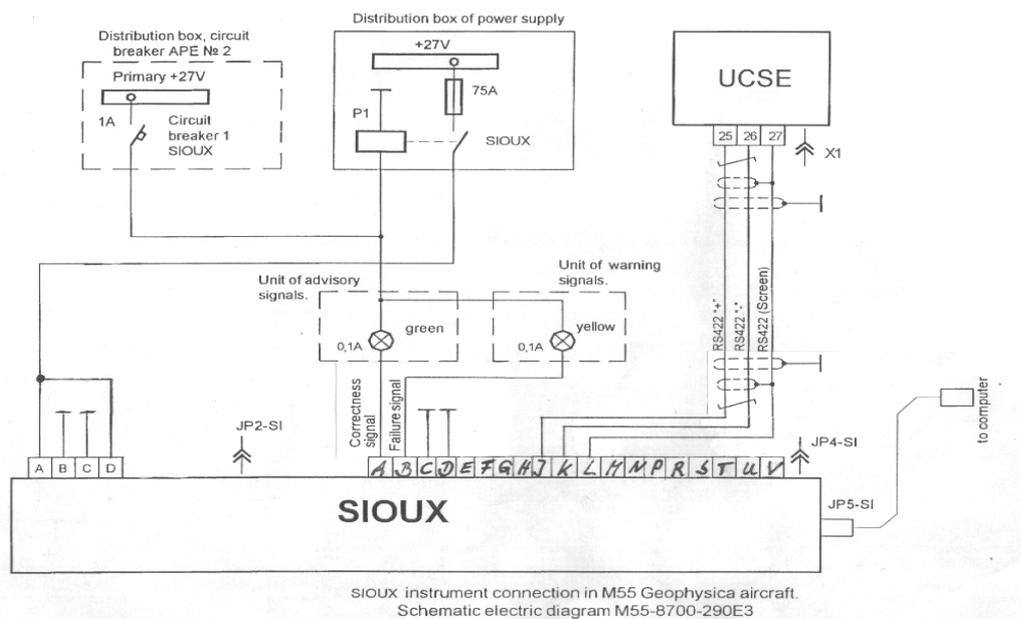 Distribution box of power supply
Distribution box, circuit
breaker APE № 2
Primary +27V
1A
Circuit
breaker 1
SIOUX
+27V
75A
P1
SIOUX
UCSE
25 26 27
X1
Unit of advisory
signals.
Unit of warning
signals.
green
0,1A
yellow
0,1A
RS422 "+"
RS422 "-"
RS422 (Screen)
Correctness
signal
Failure signal
to computer
JP2-SI
JP4-SI
A B C D
A B C D E F G H J K L M N P R S T U V
JP5-SI
SIOUX
SIOUX instrument connection in M55 Geophysica aircraft.
Schematic electric diagram M55-8700-290E3